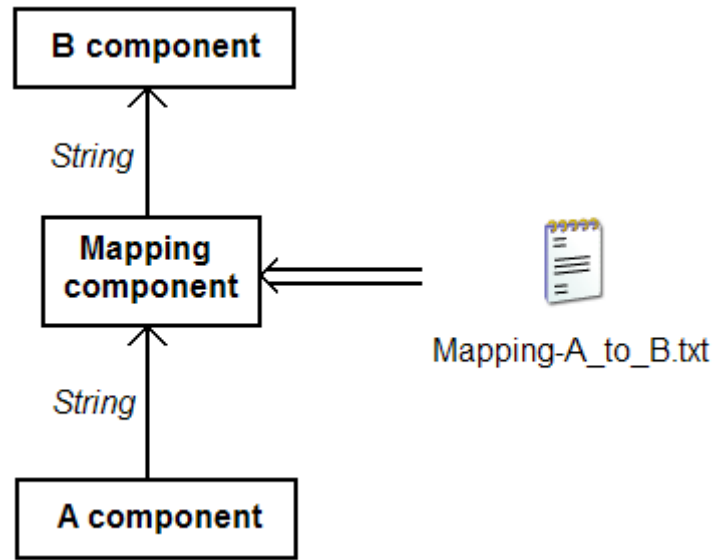 B component
String
Mapping
component
Mapping-A_to_B.txt
String
A component